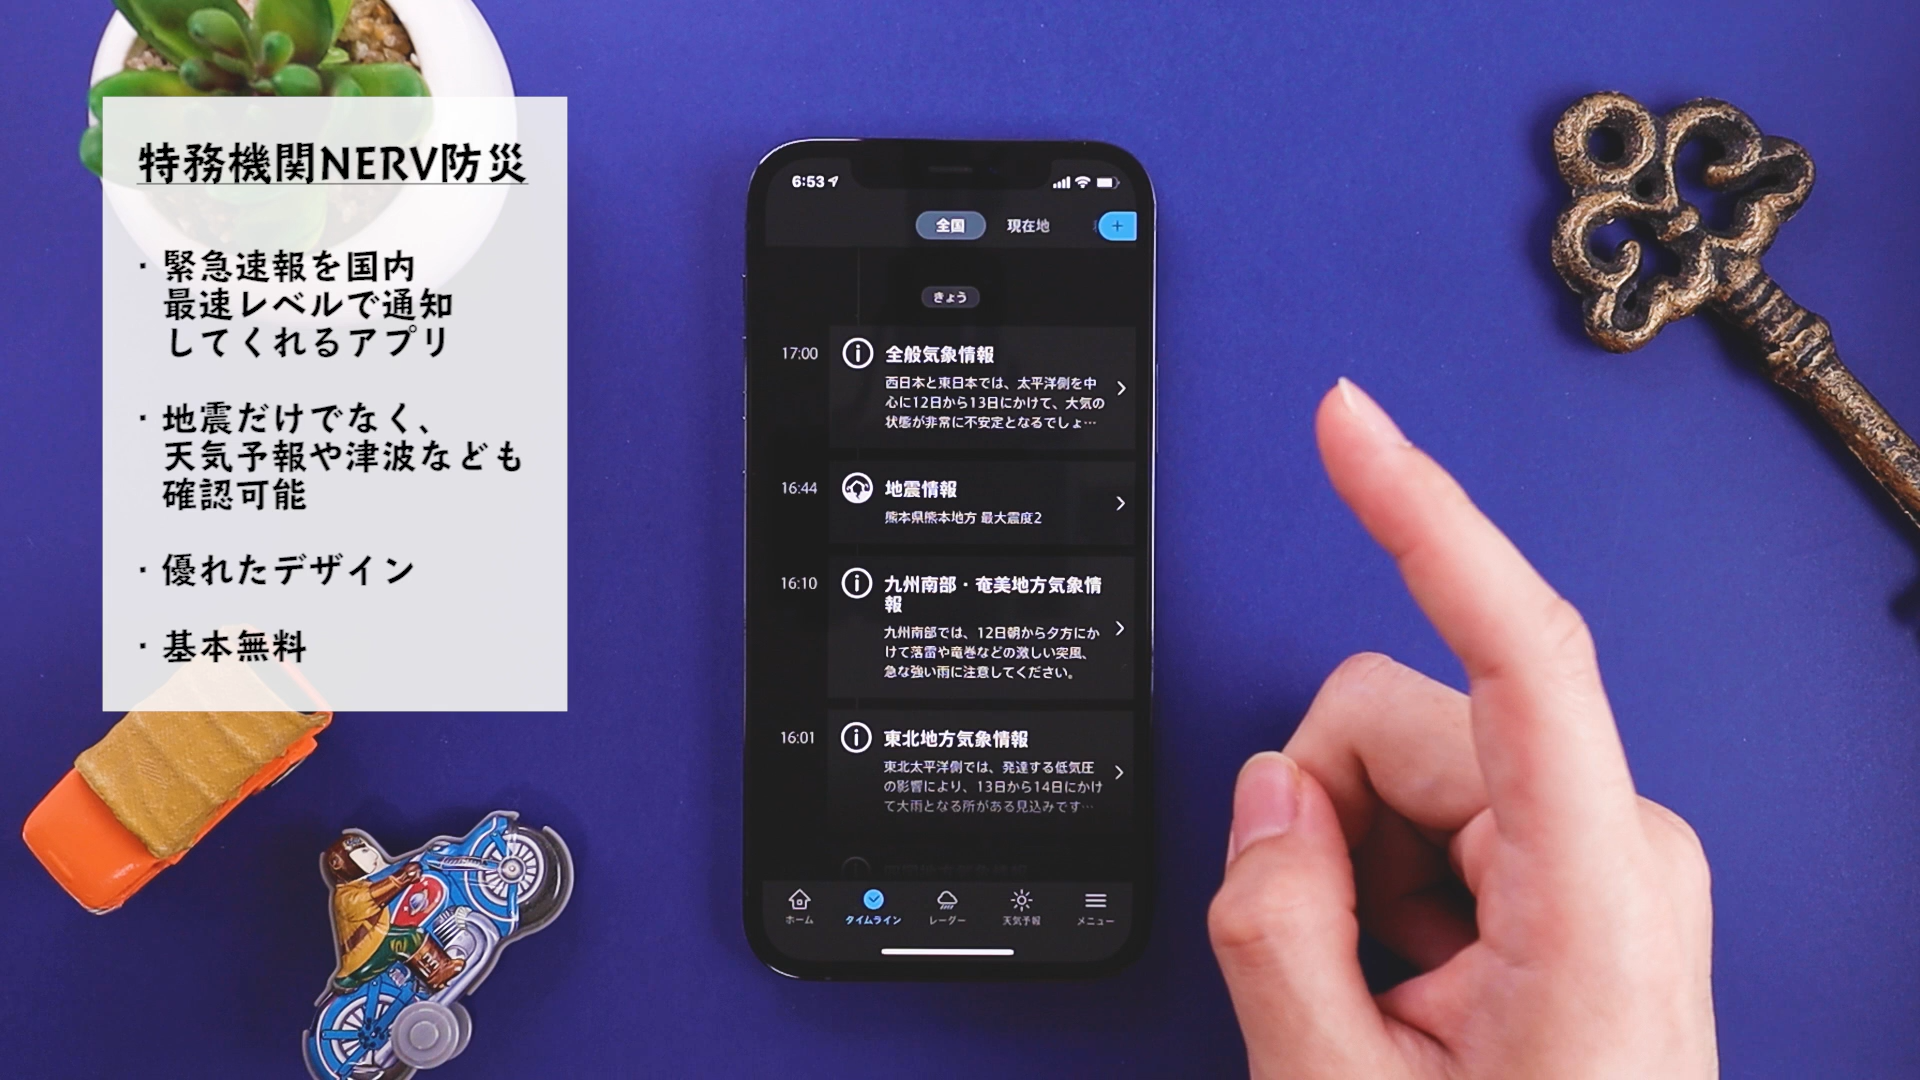 特務機関NERV防災
・緊急速報を国内
最速レベルで通知
してくれるアプリ
・地震だけでなく、
天気予報や津波なども
確認可能
・優れたデザイン
・基本無料
6:53
全国
現在地
+
きょう
17:00
全般気象情報
西日本と東日本では、太平洋側を中
心に12日から13日にかけて、大気の
状態が非常に不安定となるでしょ…
16:44
地震情報
熊本県熊本地方 最大震度2
16:10
九州南部・奄美地方気象情
報
九州南部では、12日朝から夕方にか
けて落雷や竜巻などの激しい突風、
急な強い雨に注意してください。
16:01
東北地方気象情報
東北太平洋側では、発達する低気圧
の影響により、13日から14日にかけ
て大雨となる所がある見込みです…
ホーム
タイムライン
レーダー
天気予報
メニュー